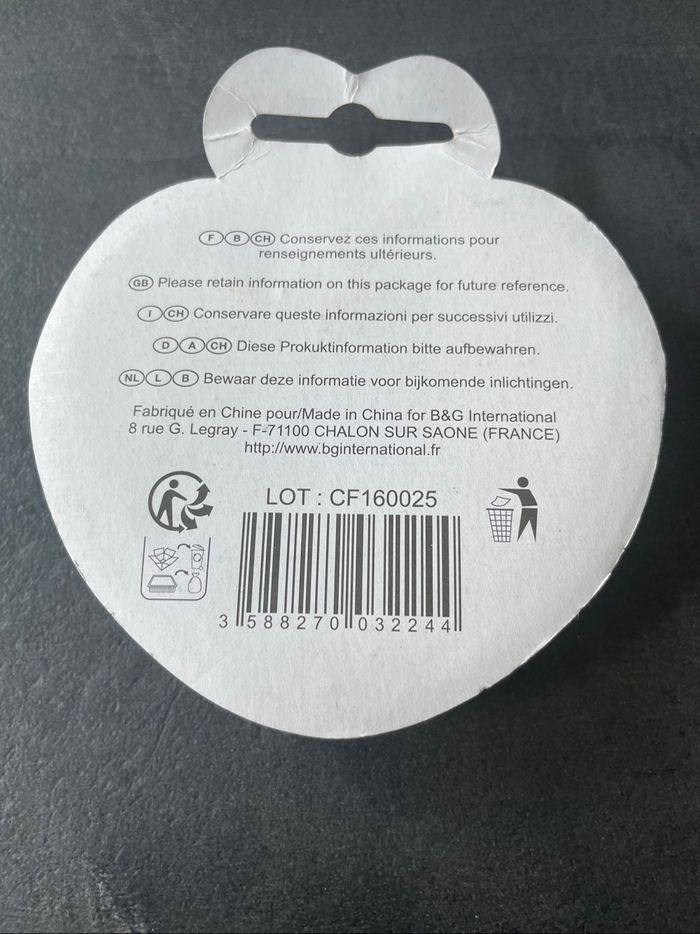 F B CH Conservez ces informations pour
renseignements ultérieurs.
GB Please retain information on this package for future reference.
I CH Conservare queste informazioni per successivi utilizzi.
D A CH Diese Prokuktinformation bitte aufbewahren.
NL L B Bewaar deze informatie voor bijkomende inlichtingen.
Fabriqué en Chine pour/Made in China for B&G International
8 rue G. Legray - F-71100 CHALON SUR SAONE (FRANCE)
http://www.bginternational.fr
LOT : CF160025
3 588270 032244